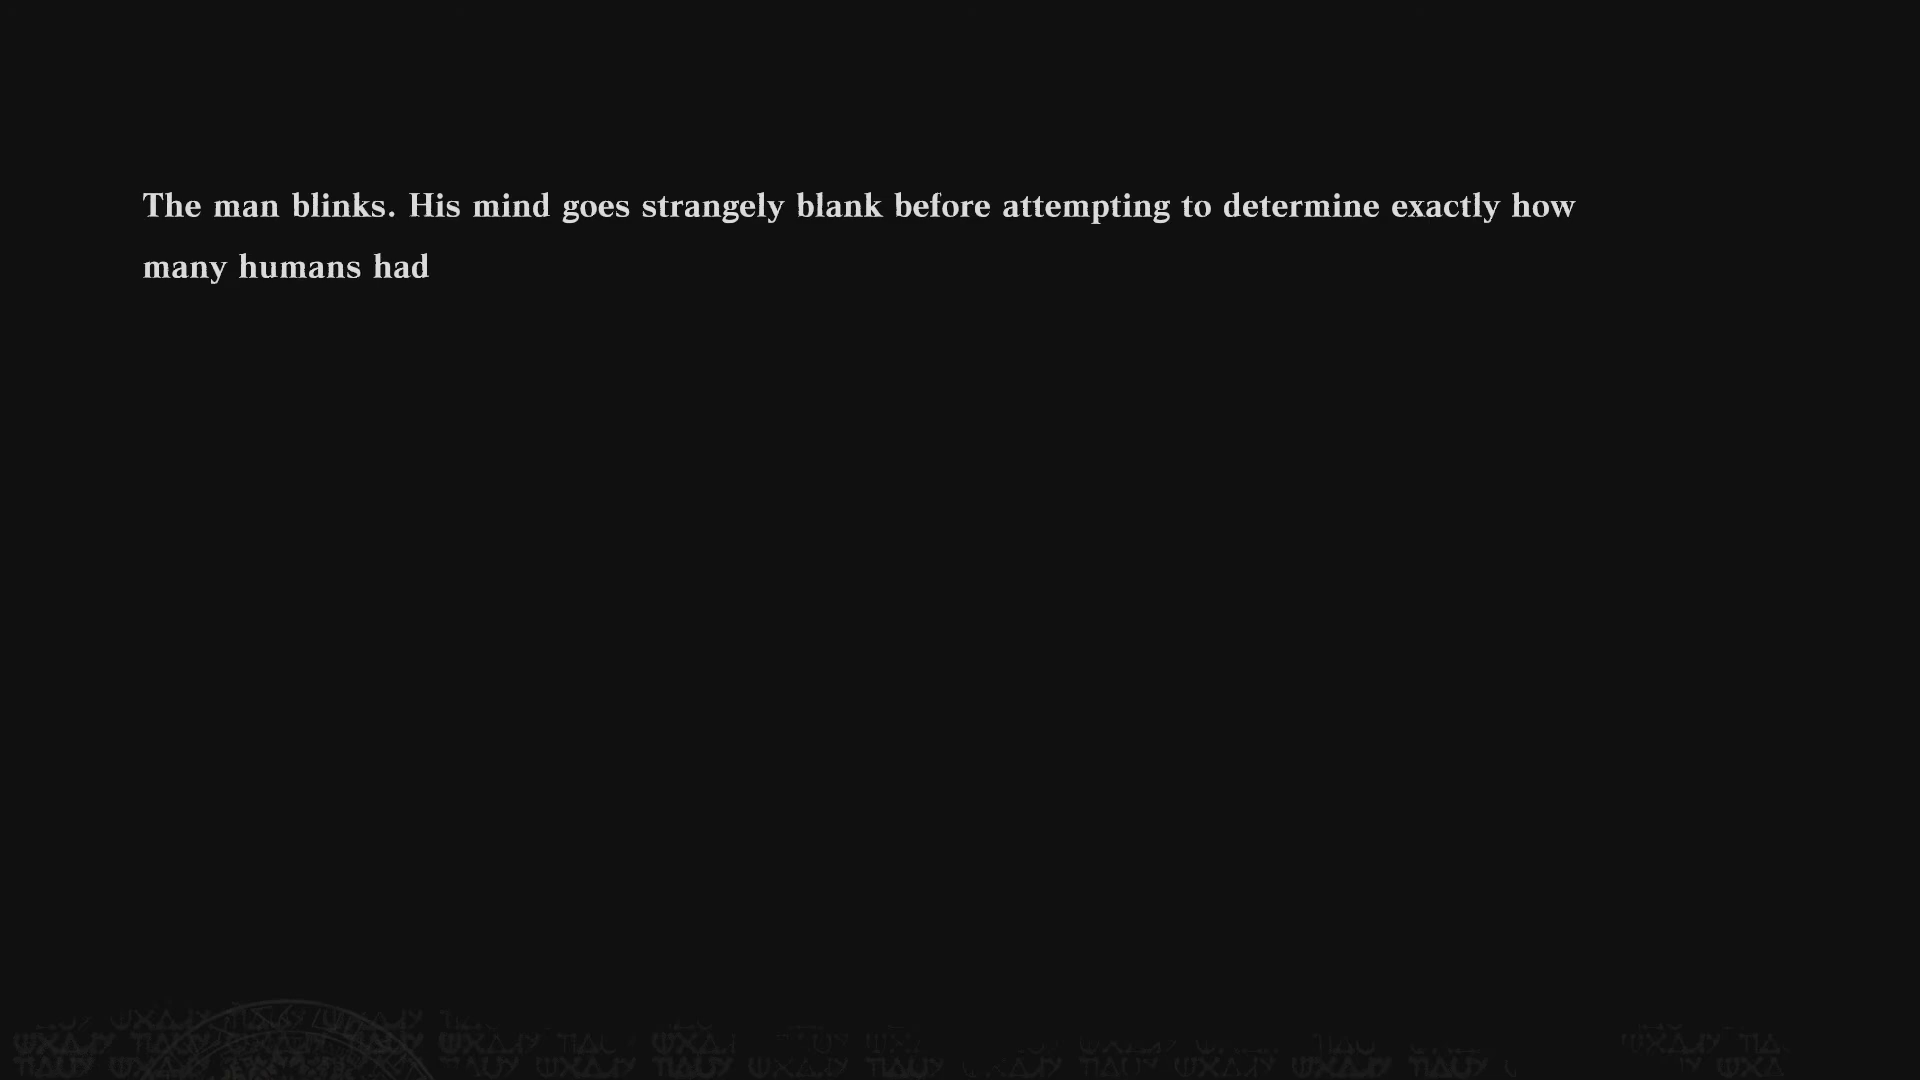 The man blinks. His mind goes strangely blank before attempting to determine exactly how
many humans had